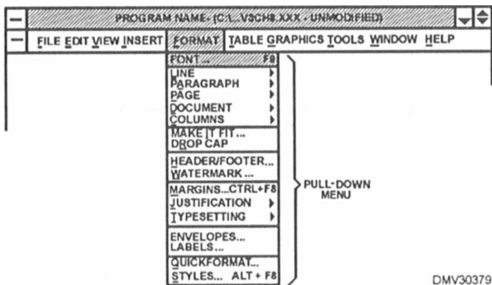 PROGRAM NAME- (C:\...V3CH8.XXX - UNMODIFIED)
FILE EDIT VIEW INSERT FORMAT TABLE GRAPHICS TOOLS WINDOW HELP
FONT... F9
LINE
PARAGRAPH
PAGE
DOCUMENT
COLUMNS
MAKE IT FIT...
DROP CAP
HEADER/FOOTER...
WATERMARK...
MARGINS...CTRL+F8
JUSTIFICATION
TYPESETTING
ENVELOPES...
LABELS...
QUICKFORMAT...
STYLES... ALT + F8
PULL-DOWN
MENU
DMV30379